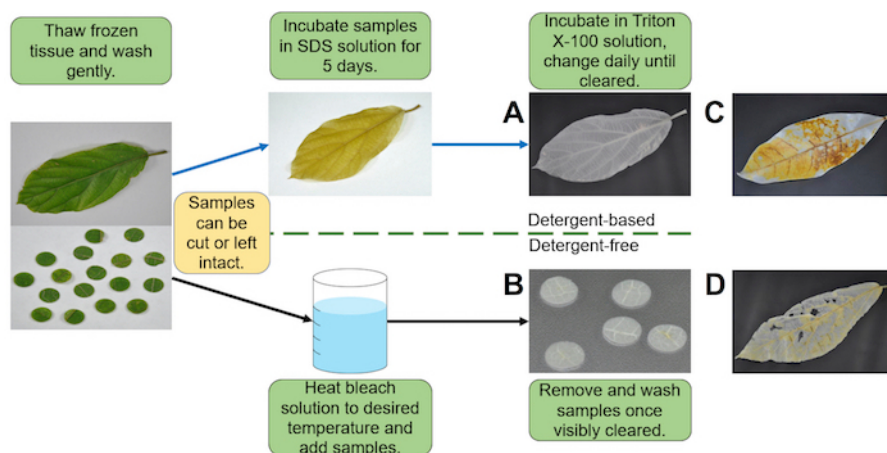 Thaw frozen
tissue and wash
gently.
Incubate samples
in SDS solution for
5 days.
Incubate in Triton
X-100 solution,
change daily until
cleared.
A
C
Samples
can be
cut or left
intact.
Detergent-based
Detergent-free
B
D
Heat bleach
solution to desired
temperature and
add samples.
Remove and wash
samples once
visibly cleared.